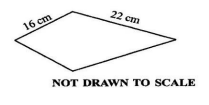 16 cm
22 cm
NOT DRAWN TO SCALE